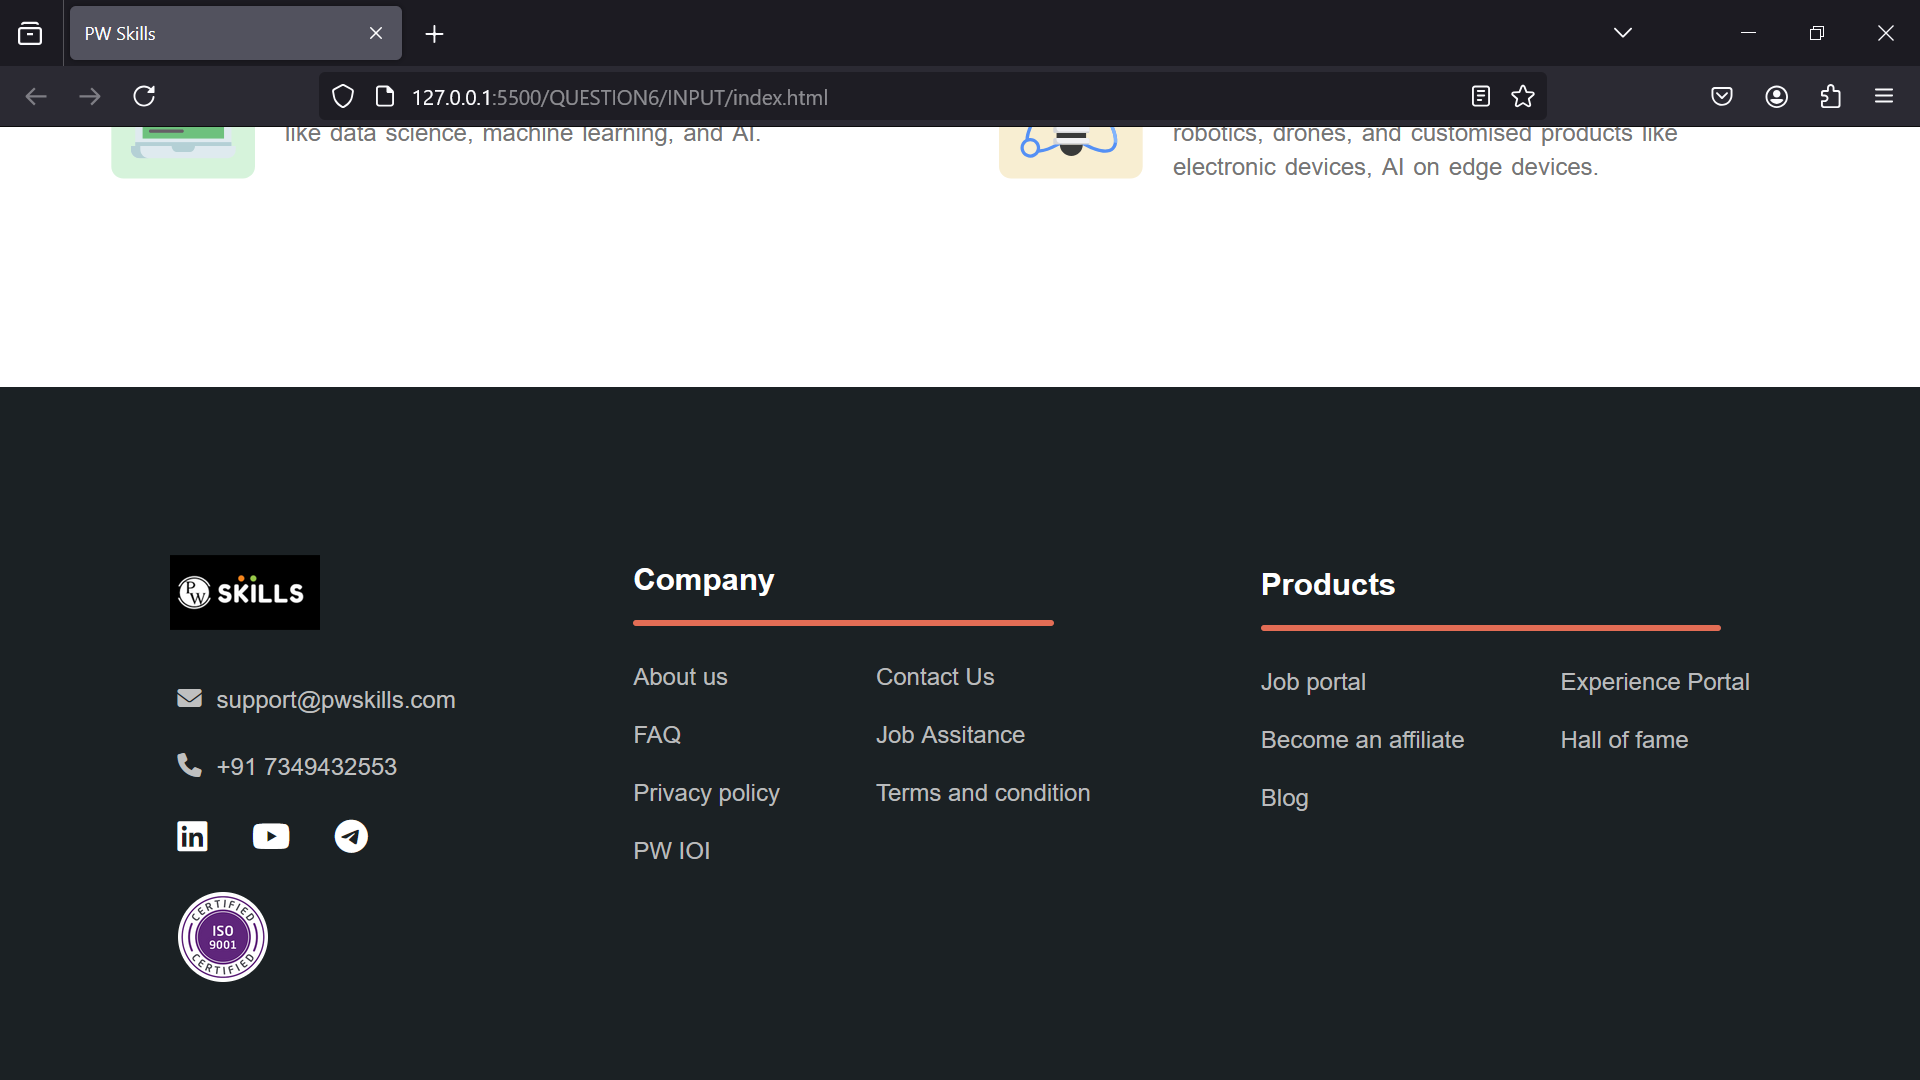 PW Skills
127.0.0.1:5500/QUESTION6/INPUT/index.html
like data science, machine learning, and AI.
robotics, drones, and customised products like
electronic devices, AI on edge devices.
PW SKILLS
support@pwskills.com
+91 7349432553
in
CERTIFIED
ISO
9001
CERTIFIED
Company
About us
Contact Us
FAQ
Job Assitance
Privacy policy
Terms and condition
PW IOI
Products
Job portal
Experience Portal
Become an affiliate
Hall of fame
Blog